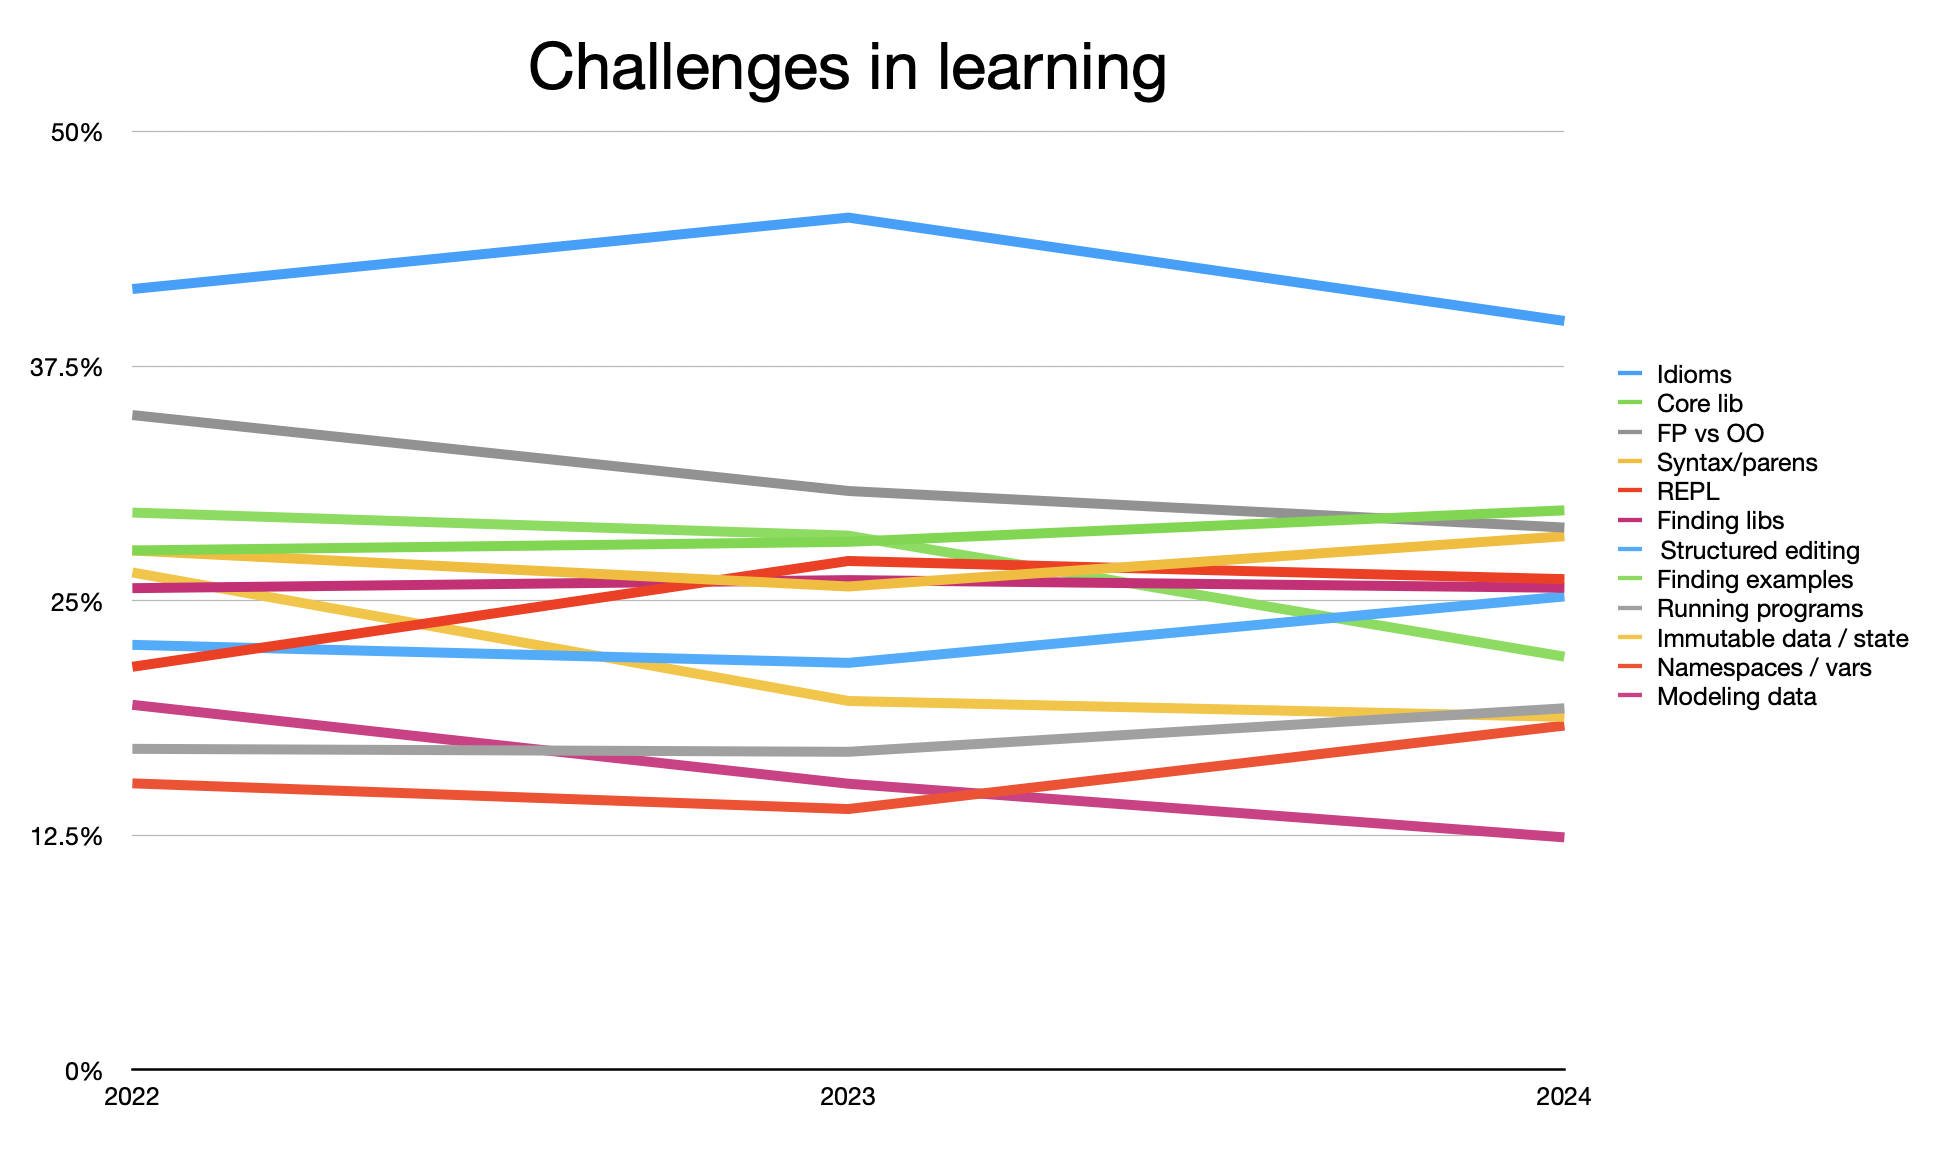 Challenges in learning
50%
37.5%
25%
12.5%
0%
2022
2023
2024
Idioms
Core lib
FP vs OO
Syntax/parens
REPL
Finding libs
Structured editing
Finding examples
Running programs
Immutable data / state
Namespaces / vars
Modeling data